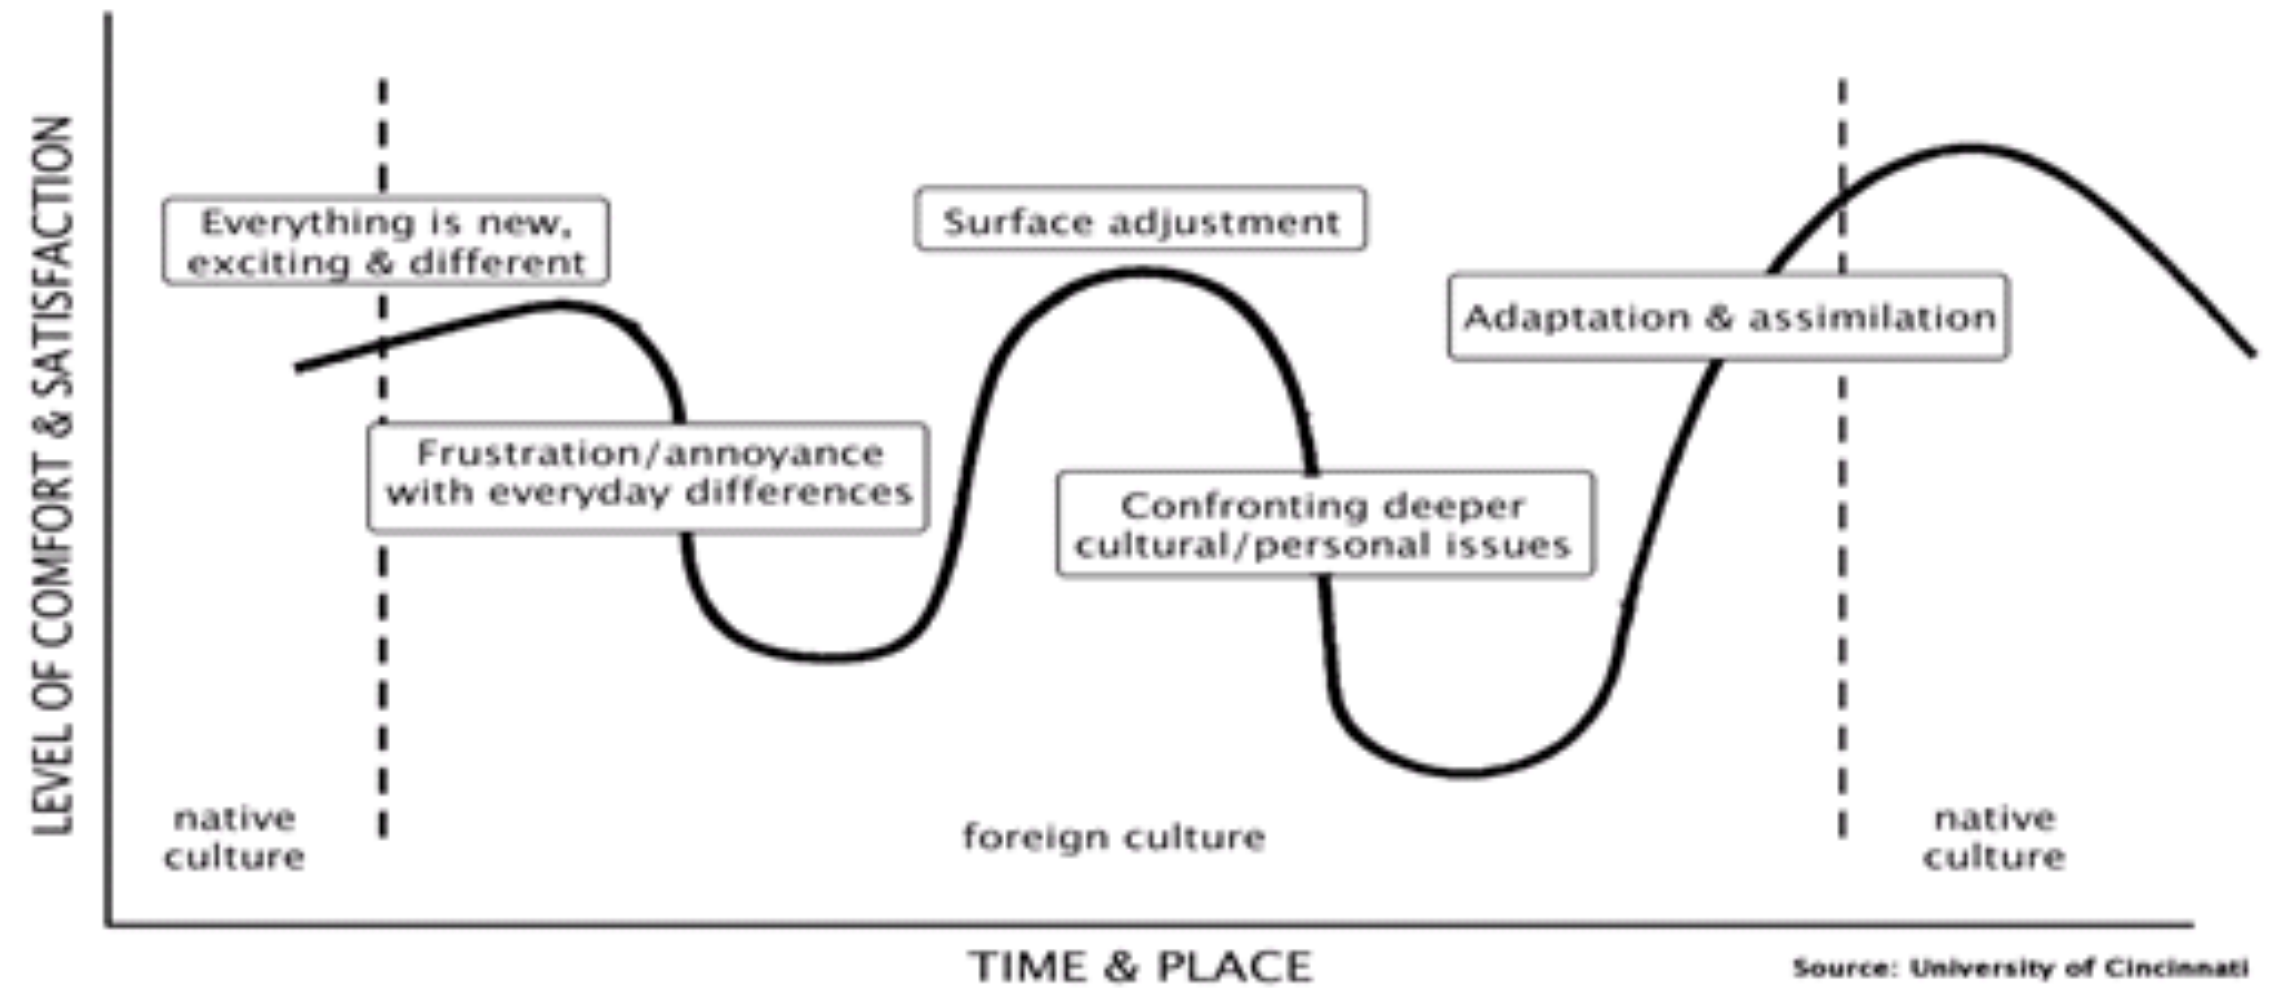 LEVEL OF COMFORT & SATISFACTION
Everything is new,
exciting & different
Surface adjustment
Adaptation & assimilation
Frustration/annoyance
with everyday differences
Confronting deeper
cultural/personal issues
native
culture
foreign culture
native
culture
TIME & PLACE
Source: University of Cincinnati